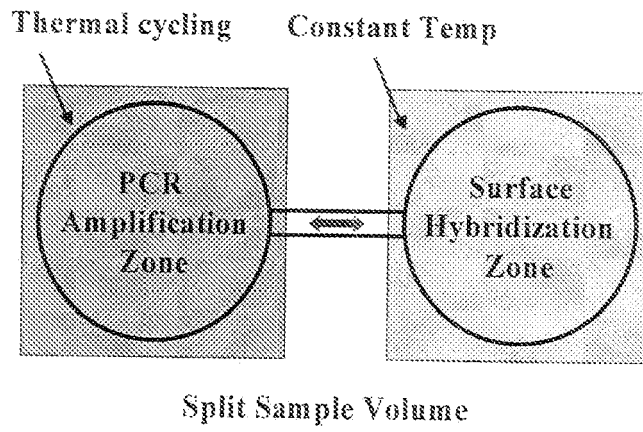 Thermal cycling
Constant Temp
PCR
Amplification
Zone
Surface
Hybridization
Zone
Split Sample Volume